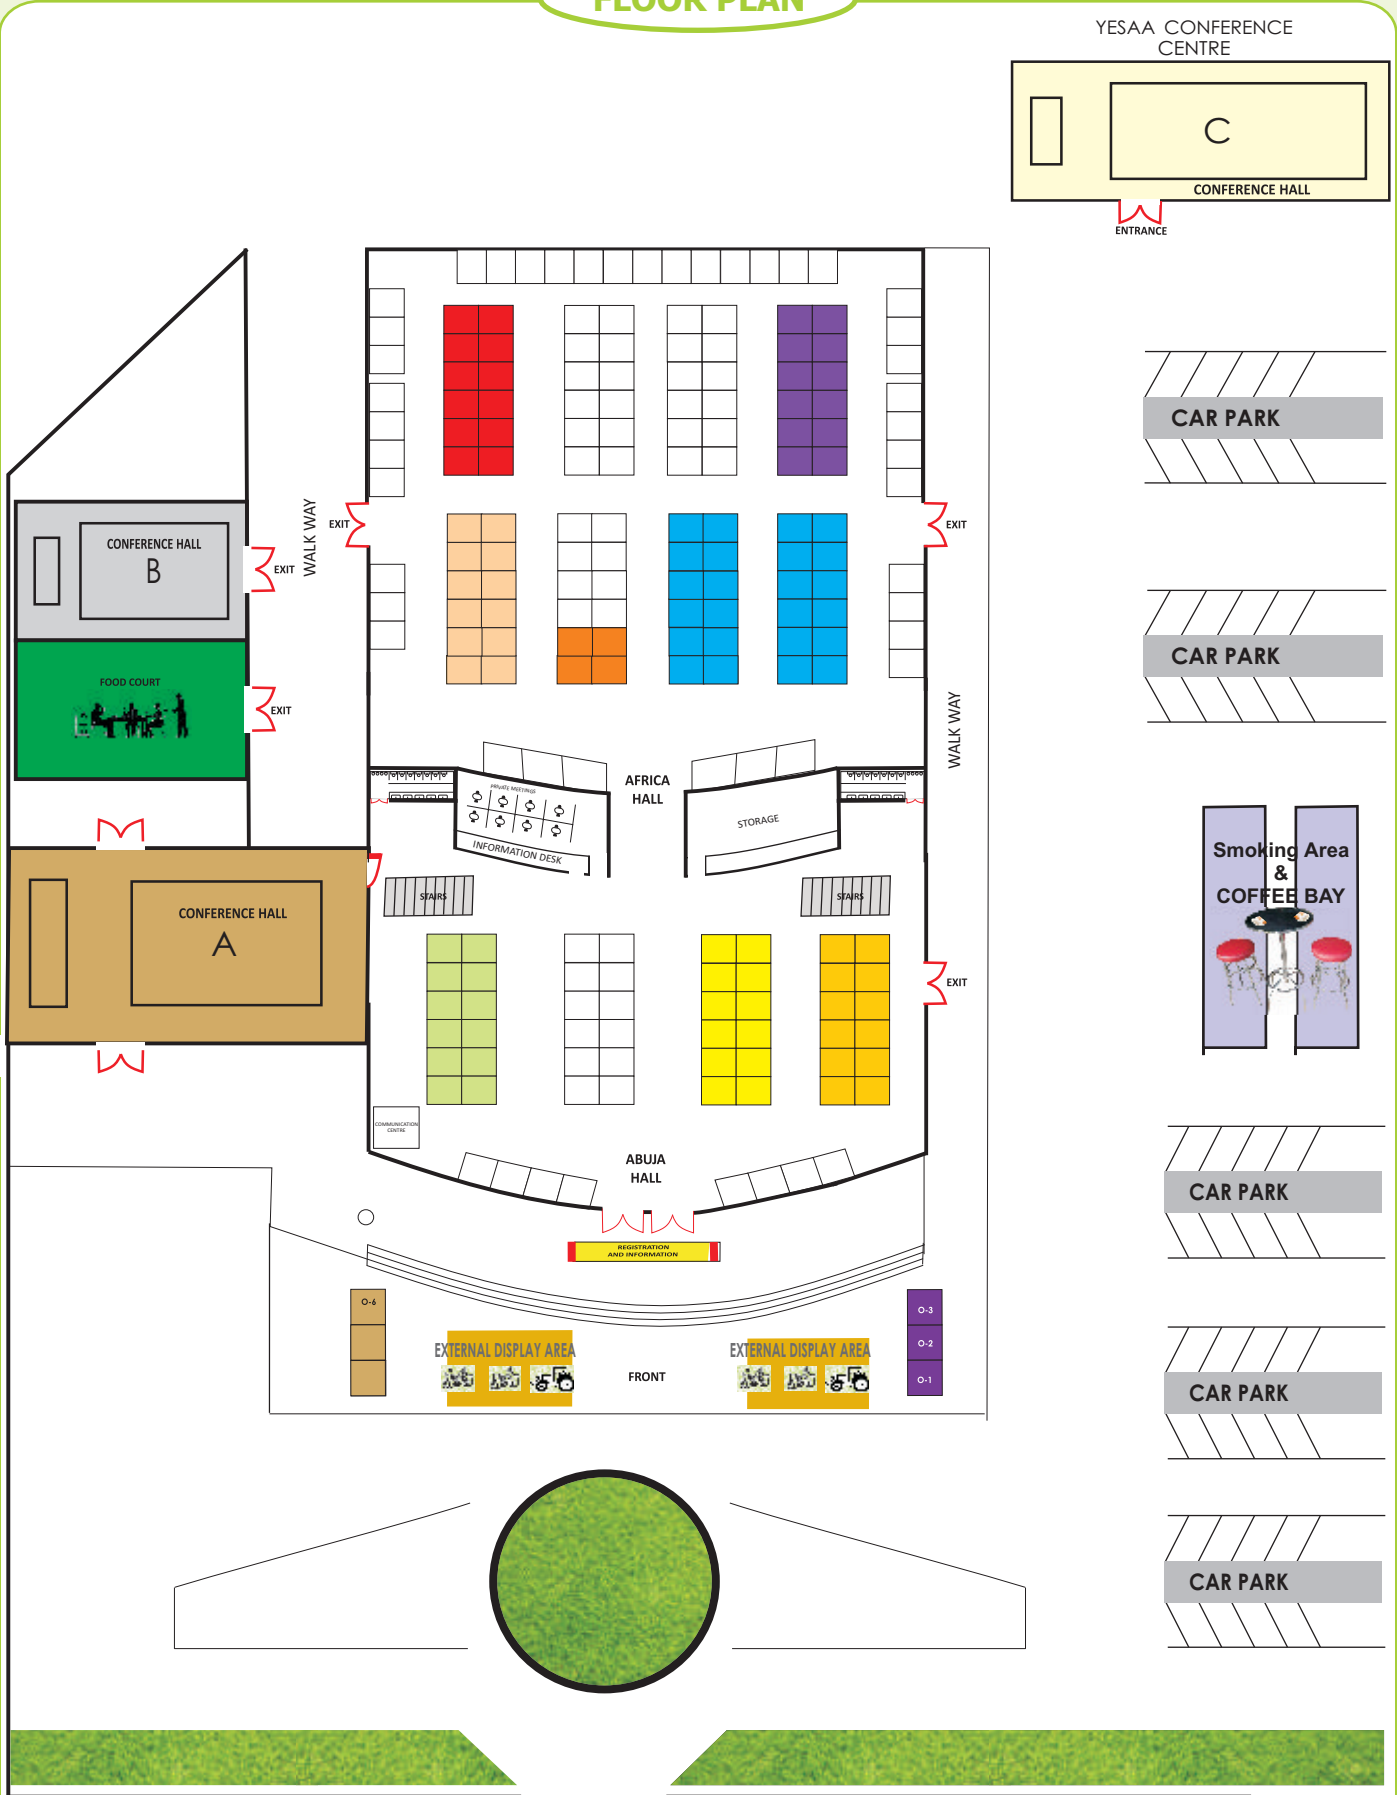 FLOOR PLAN
YESAA CONFERENCE
CENTRE
C
CONFERENCE HALL
ENTRANCE
CAR PARK
WALK WAY
EXIT
EXIT
CONFERENCE HALL
B
EXIT
CAR PARK
FOOD COURT
EXIT
WALK WAY
AFRICA
HALL
PRIVATE MEETINGS
STORAGE
INFORMATION DESK
Smoking Area
&
COFFEE BAY
STAIRS
STAIRS
CONFERENCE HALL
A
EXIT
COMMUNICATION
CENTRE
ABUJA
HALL
CAR PARK
REGISTRATION
AND INFORMATION
O-6
O-3
O-2
O-1
EXTERNAL DISPLAY AREA
EXTERNAL DISPLAY AREA
FRONT
CAR PARK
CAR PARK